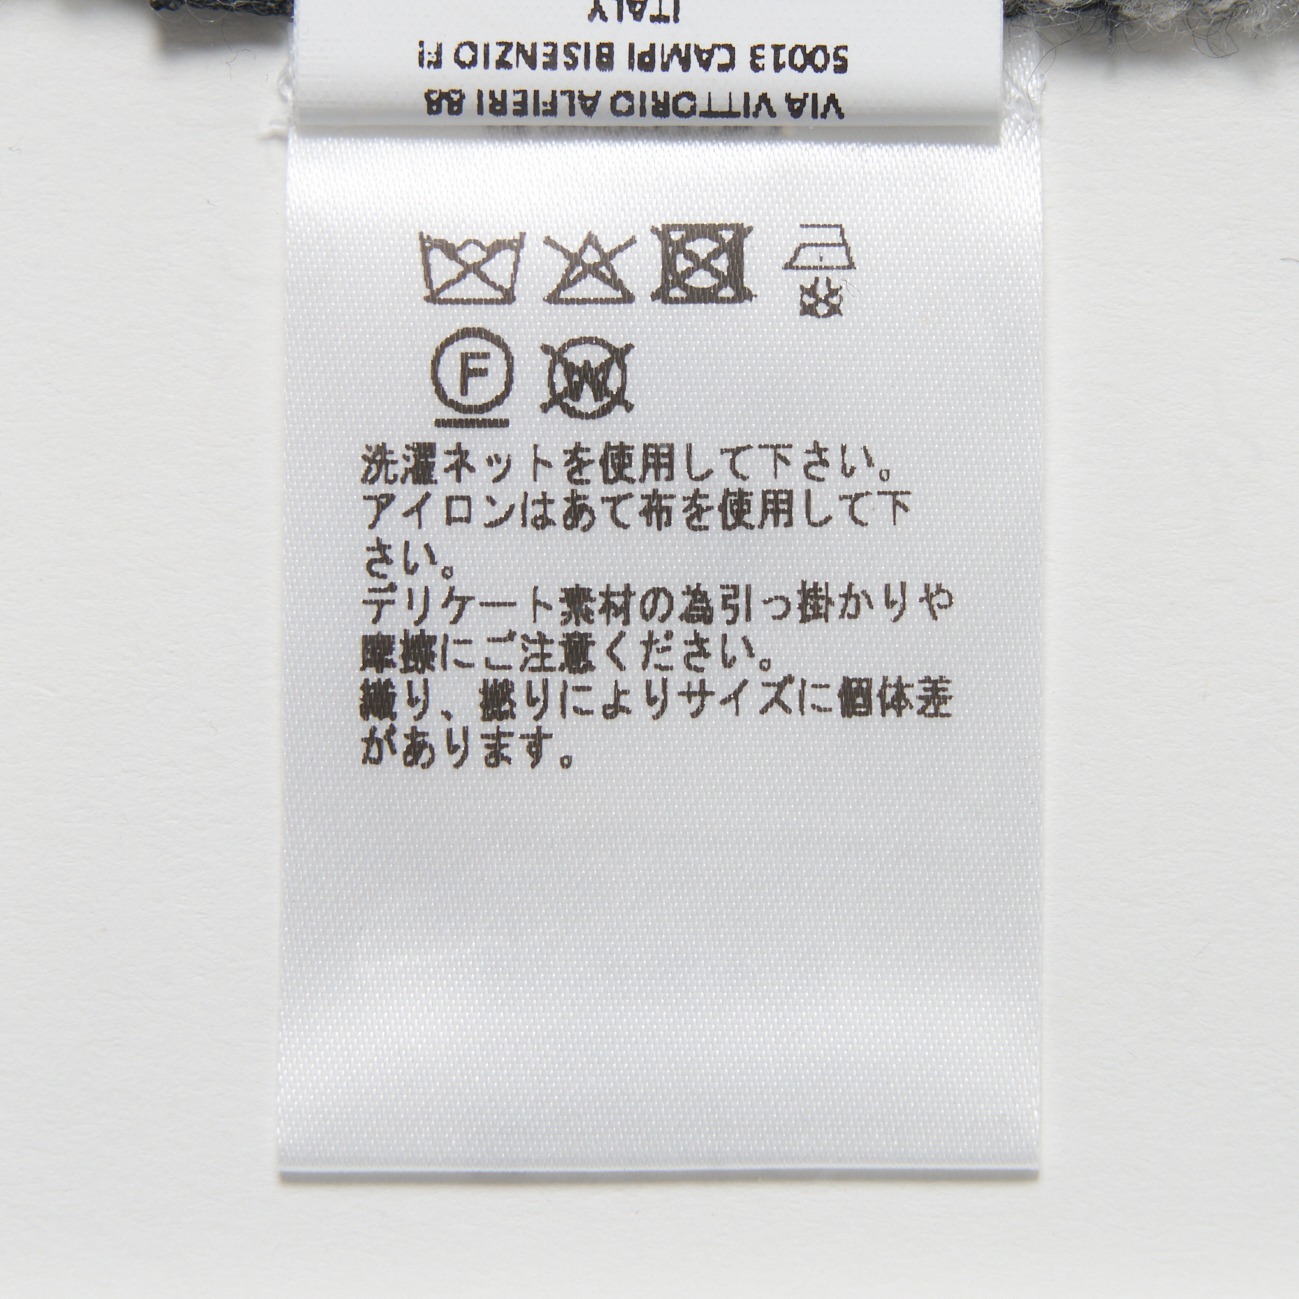 VIA VITTORIO ALFIERI 88
50013 CAMPI BISENZIO FI
ITALY
F
W
洗濯ネットを使用して下さい。
アイロンはあて布を使用して下
さい。
デリケート素材の為引っ掛かりや
摩擦にご注意ください。
織り、撚りによりサイズに個体差
があります。